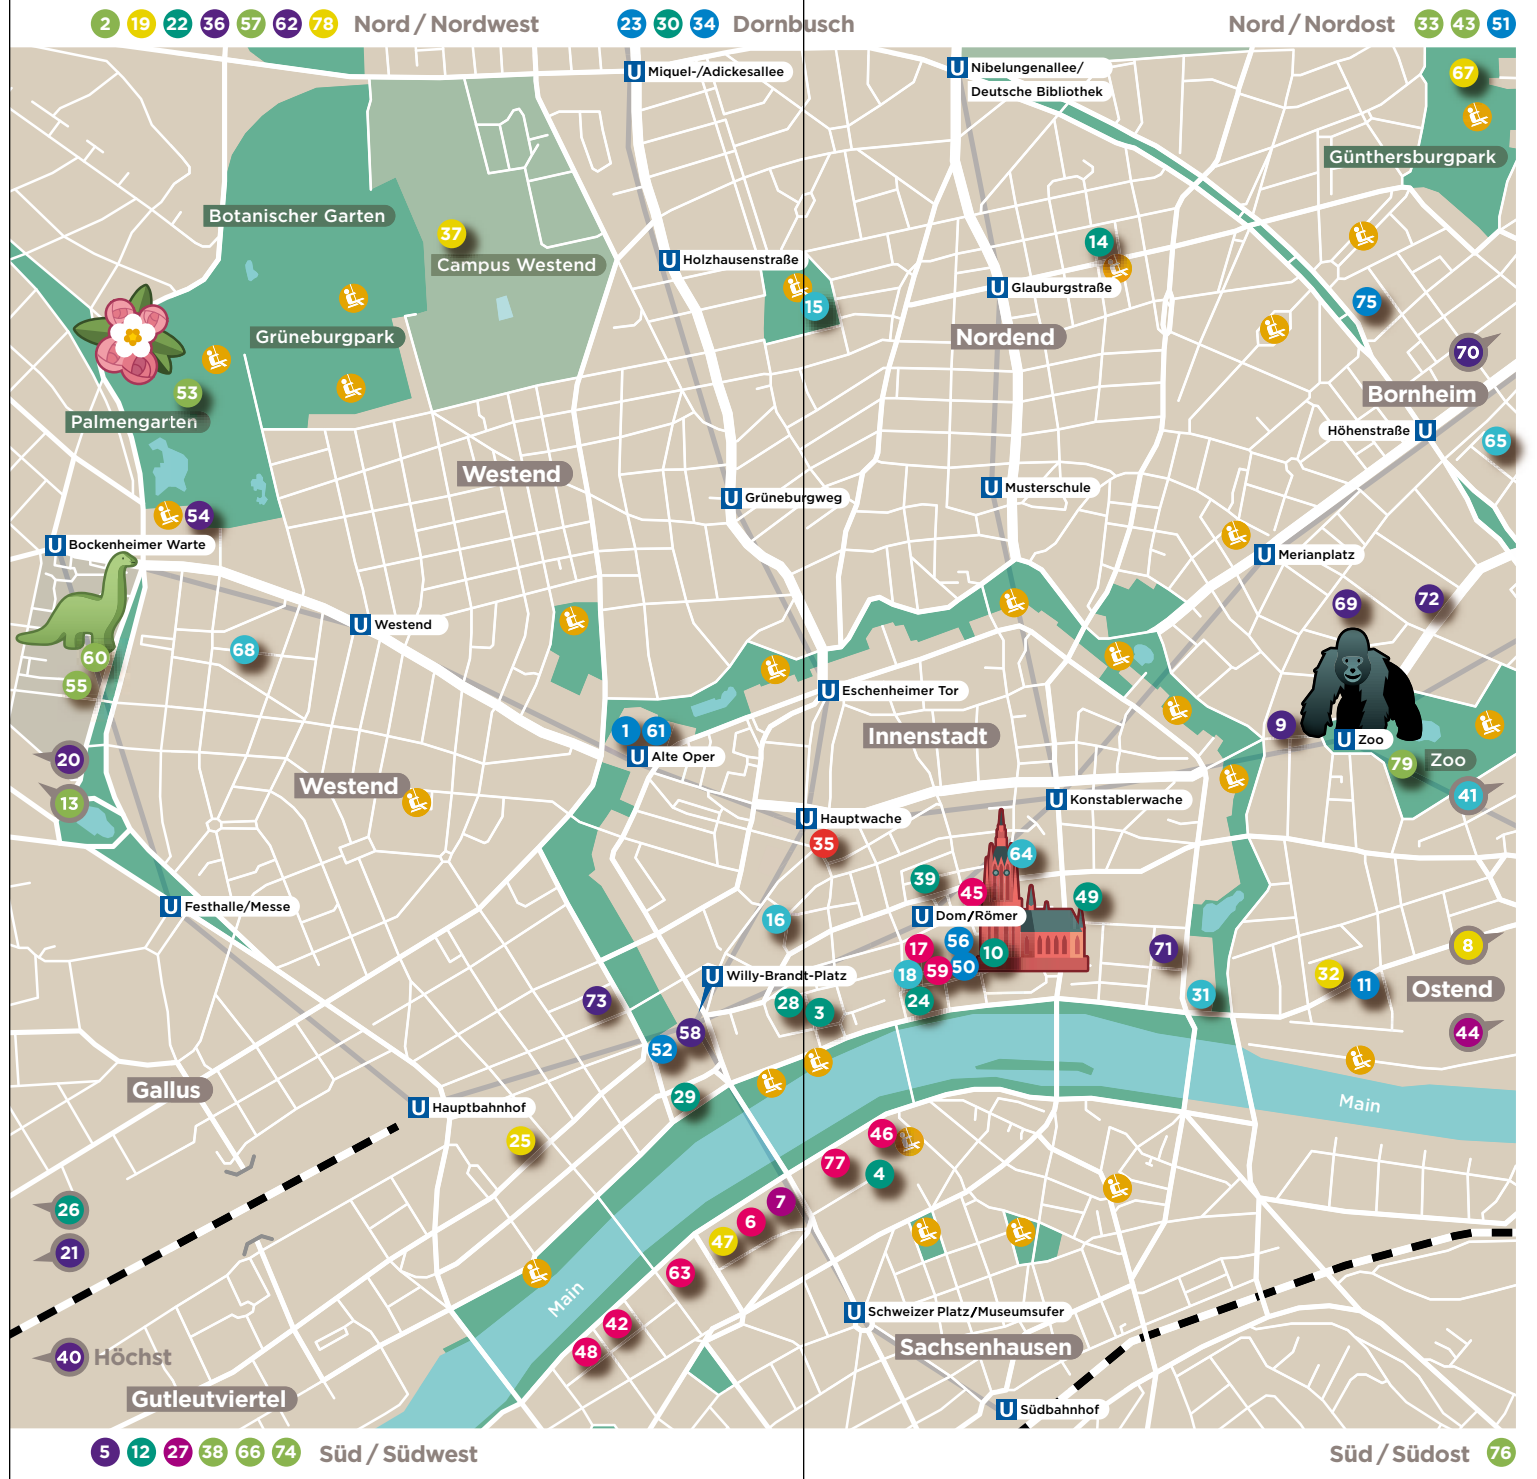 2 19 22 36 57 62 78 Nord / Nordwest
23 30 34 Dornbusch
Nord / Nordost 33 43 51
U Miquel-/Adickesallee
U Nibelungenallee/
Deutsche Bibliothek
67
Günthersburgpark
Botanischer Garten
37
Campus Westend
U Holzhausenstraße
14
15
U Glauburgstraße
75
Grüneburgpark
Nordend
70
53
Palmengarten
Bornheim
Höhenstraße U
65
Westend
U Grüneburgweg
U Musterschule
54
U Bockenheimer Warte
U Merianplatz
69
72
U Westend
68
60
55
U Eschenheimer Tor
1 61
U Alte Oper
Innenstadt
9
U Zoo
79
Zoo
20
13
Westend
41
U Konstablerwache
U Hauptwache
35
64
39
45
49
U Festhalle/Messe
16
U Dom/Römer
17
56
10
71
8
18
59
50
32
11
Ostend
U Willy-Brandt-Platz
73
28
3
24
31
44
58
52
Gallus
29
Main
U Hauptbahnhof
25
46
77
4
26
7
6
47
21
63
Main
42
48
U Schweizer Platz/Museumsufer
Sachsenhausen
40 Höchst
Gutleutviertel
U Südbahnhof
5 12 27 38 66 74 Süd / Südwest
Süd / Südost 76